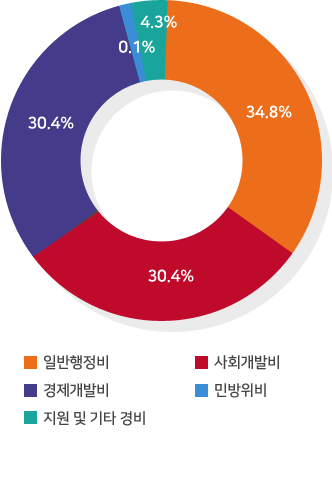 4.3%
0.1%
34.8%
30.4%
30.4%
일반행정비 사회개발비
경제개발비 민방위비
지원 및 기타 경비